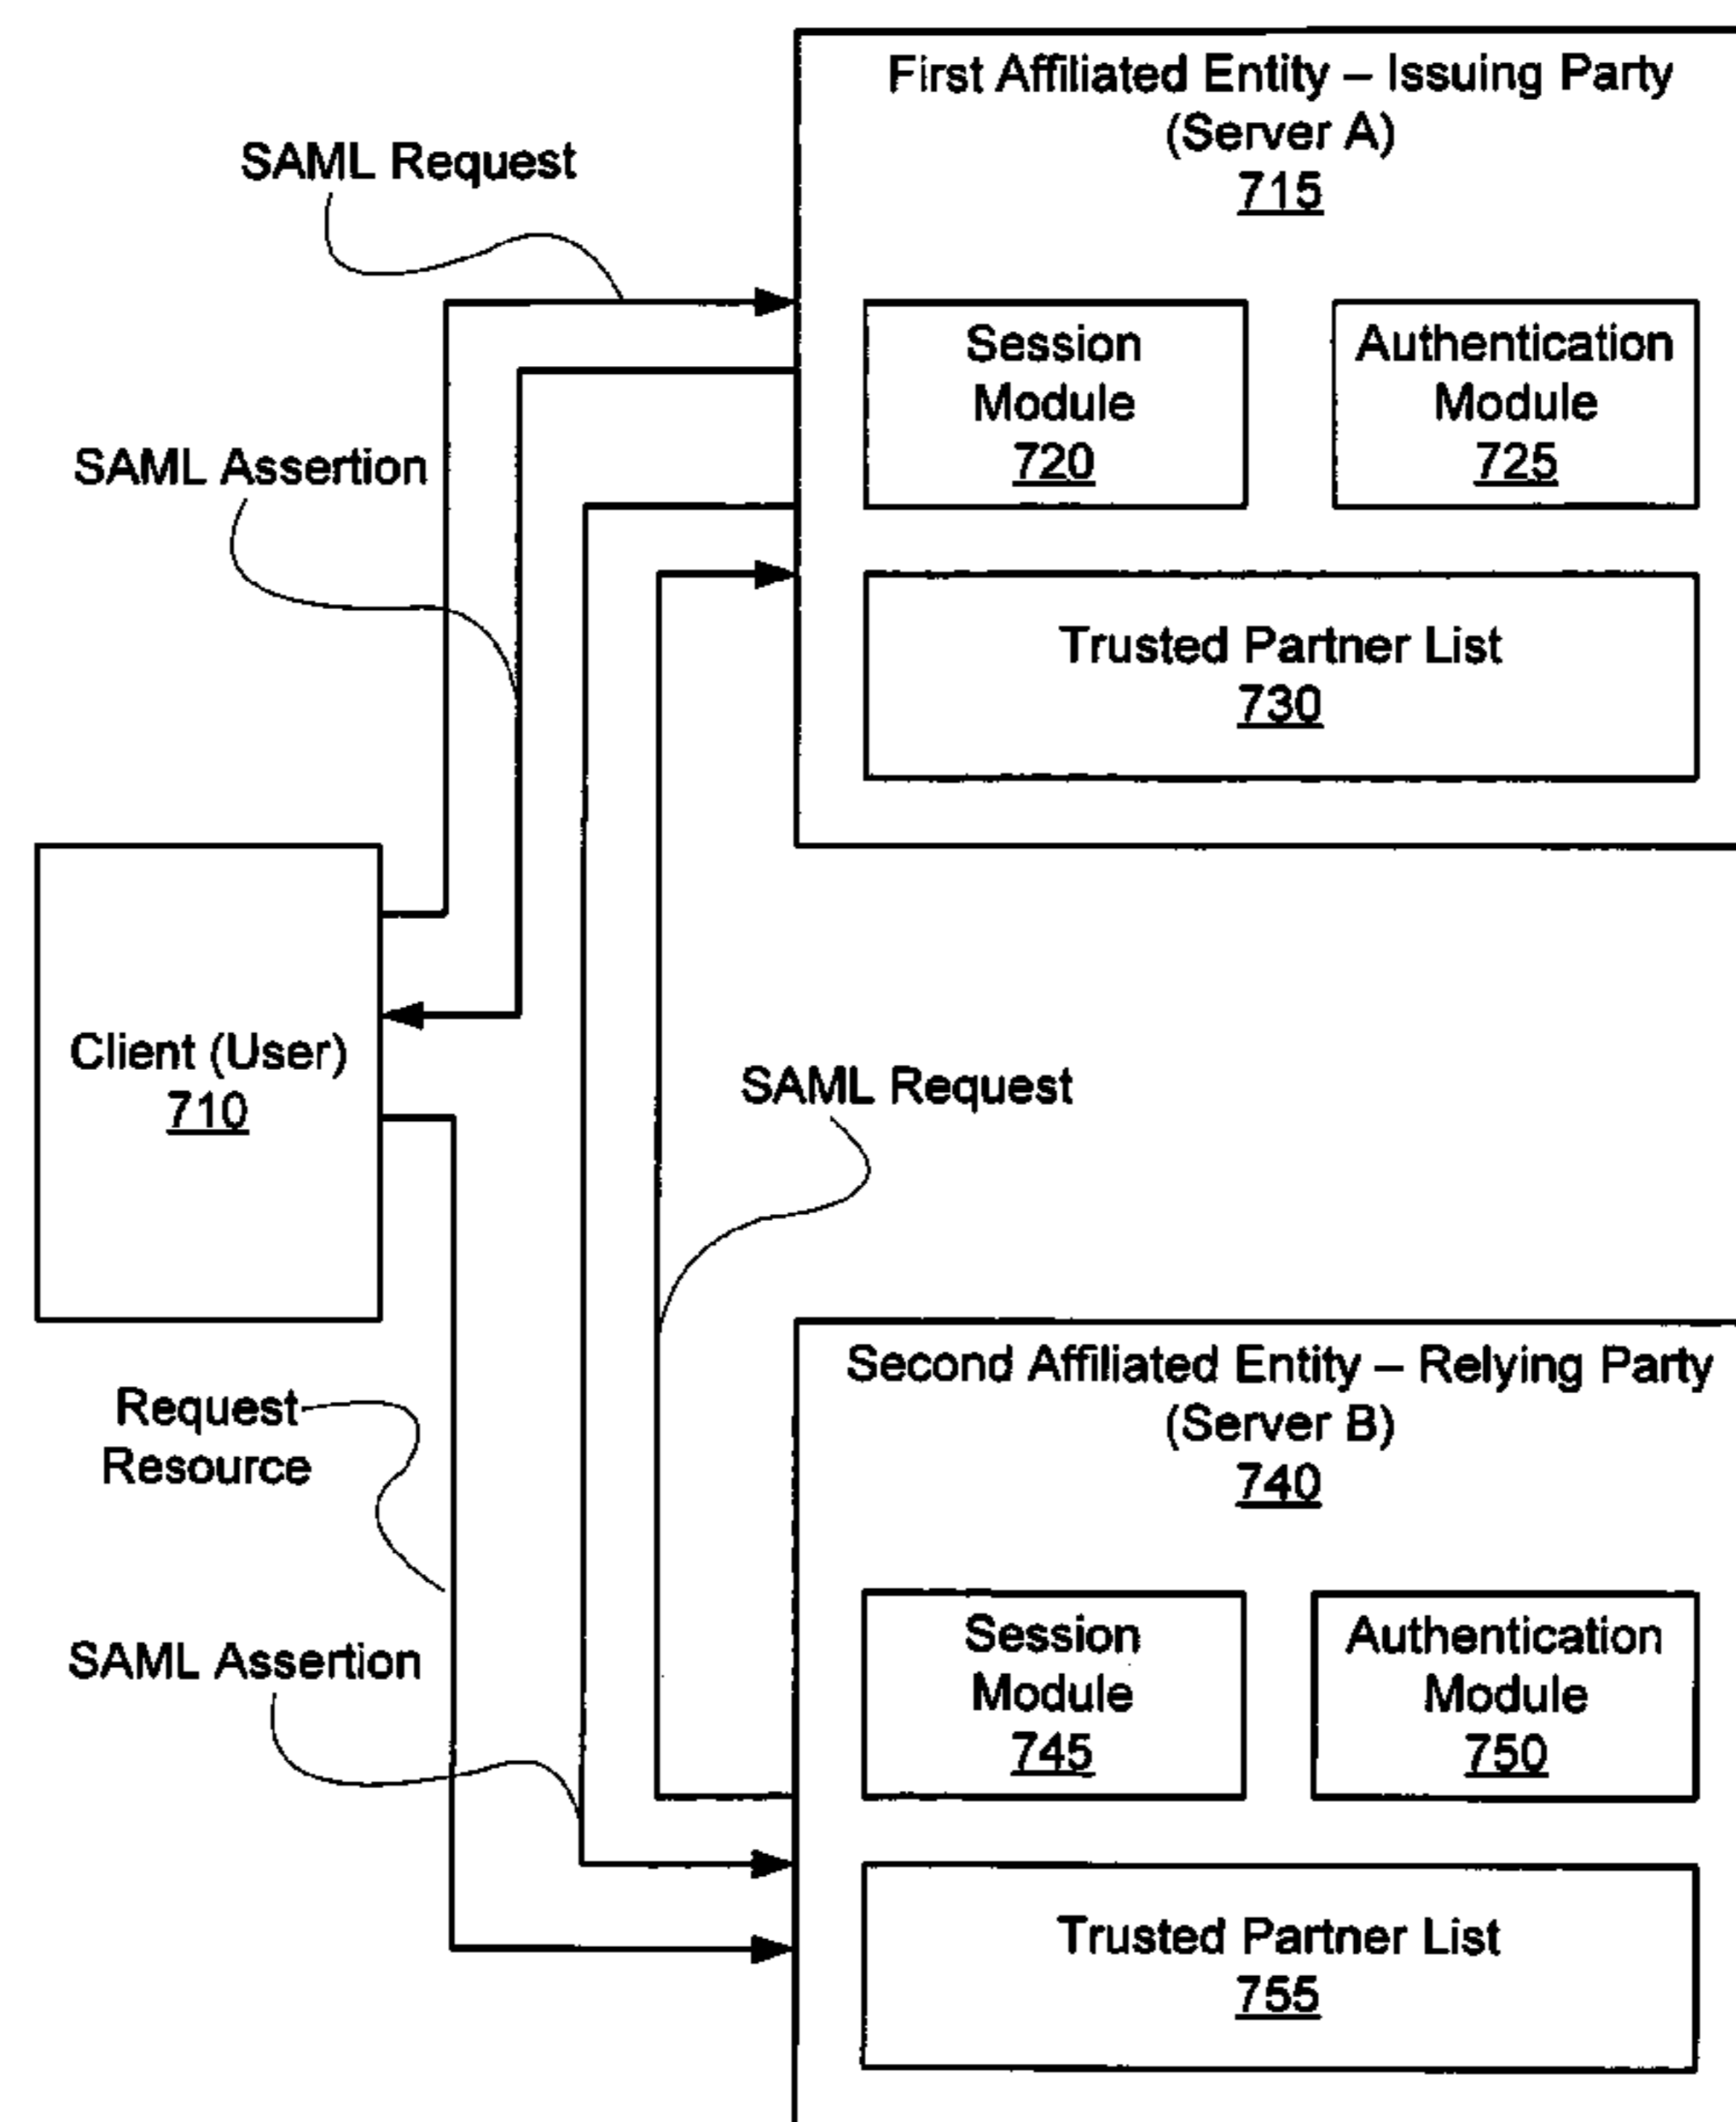 First Affiliated Entity – Issuing Party
(Server A)
715
SAML Request
Session
Module
720
Authentication
Module
725
SAML Assertion
Trusted Partner List
730
Client (User)
710
SAML Request
Second Affiliated Entity – Relying Party
(Server B)
740
Request
Resource
SAML Assertion
Session
Module
745
Authentication
Module
750
Trusted Partner List
755